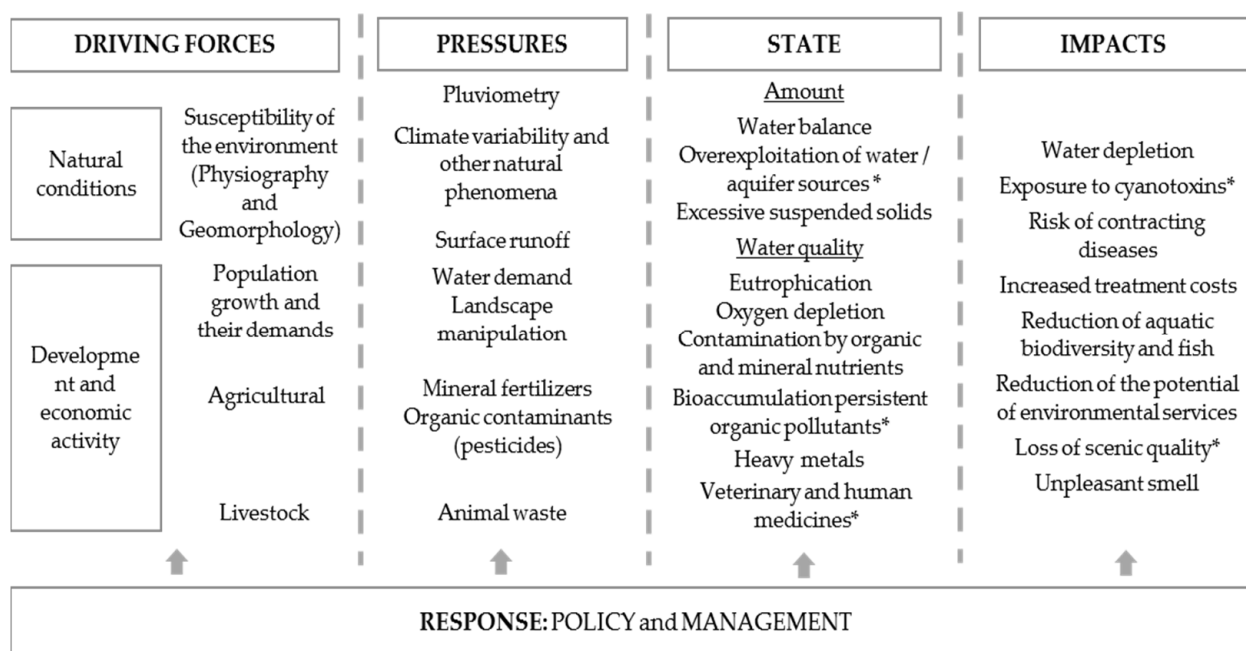 DRIVING FORCES
Natural
conditions
Susceptibility of
the environment
(Physiography
and
Geomorphology)
Developme
nt and
economic
activity
Population
growth and
their demands
Agricultural
Livestock
PRESSURES
Pluviometry
Climate variability and
other natural
phenomena
Surface runoff
Water demand
Landscape
manipulation
Mineral fertilizers
Organic contaminants
(pesticides)
Animal waste
STATE
Amount
Water balance
Overexploitation of water /
aquifer sources *
Excessive suspended solids
Water quality
Eutrophication
Oxygen depletion
Contamination by organic
and mineral nutrients
Bioaccumulation persistent
organic pollutants*
Heavy metals
Veterinary and human
medicines*
IMPACTS
Water depletion
Exposure to cyanotoxins*
Risk of contracting
diseases
Increased treatment costs
Reduction of aquatic
biodiversity and fish
Reduction of the potential
of environmental services
Loss of scenic quality*
Unpleasant smell
RESPONSE: POLICY and MANAGEMENT